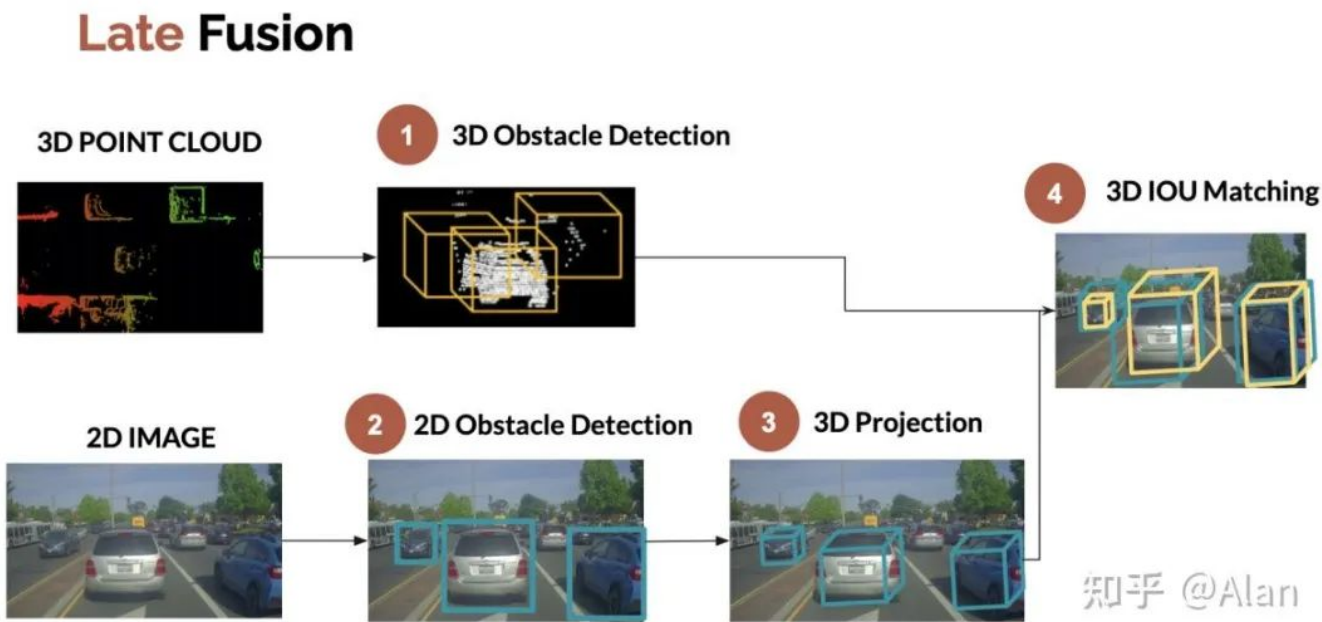 Late Fusion
3D POINT CLOUD
1 3D Obstacle Detection
4 3D IOU Matching
2D IMAGE
2 2D Obstacle Detection
3 3D Projection
知乎 @Alan